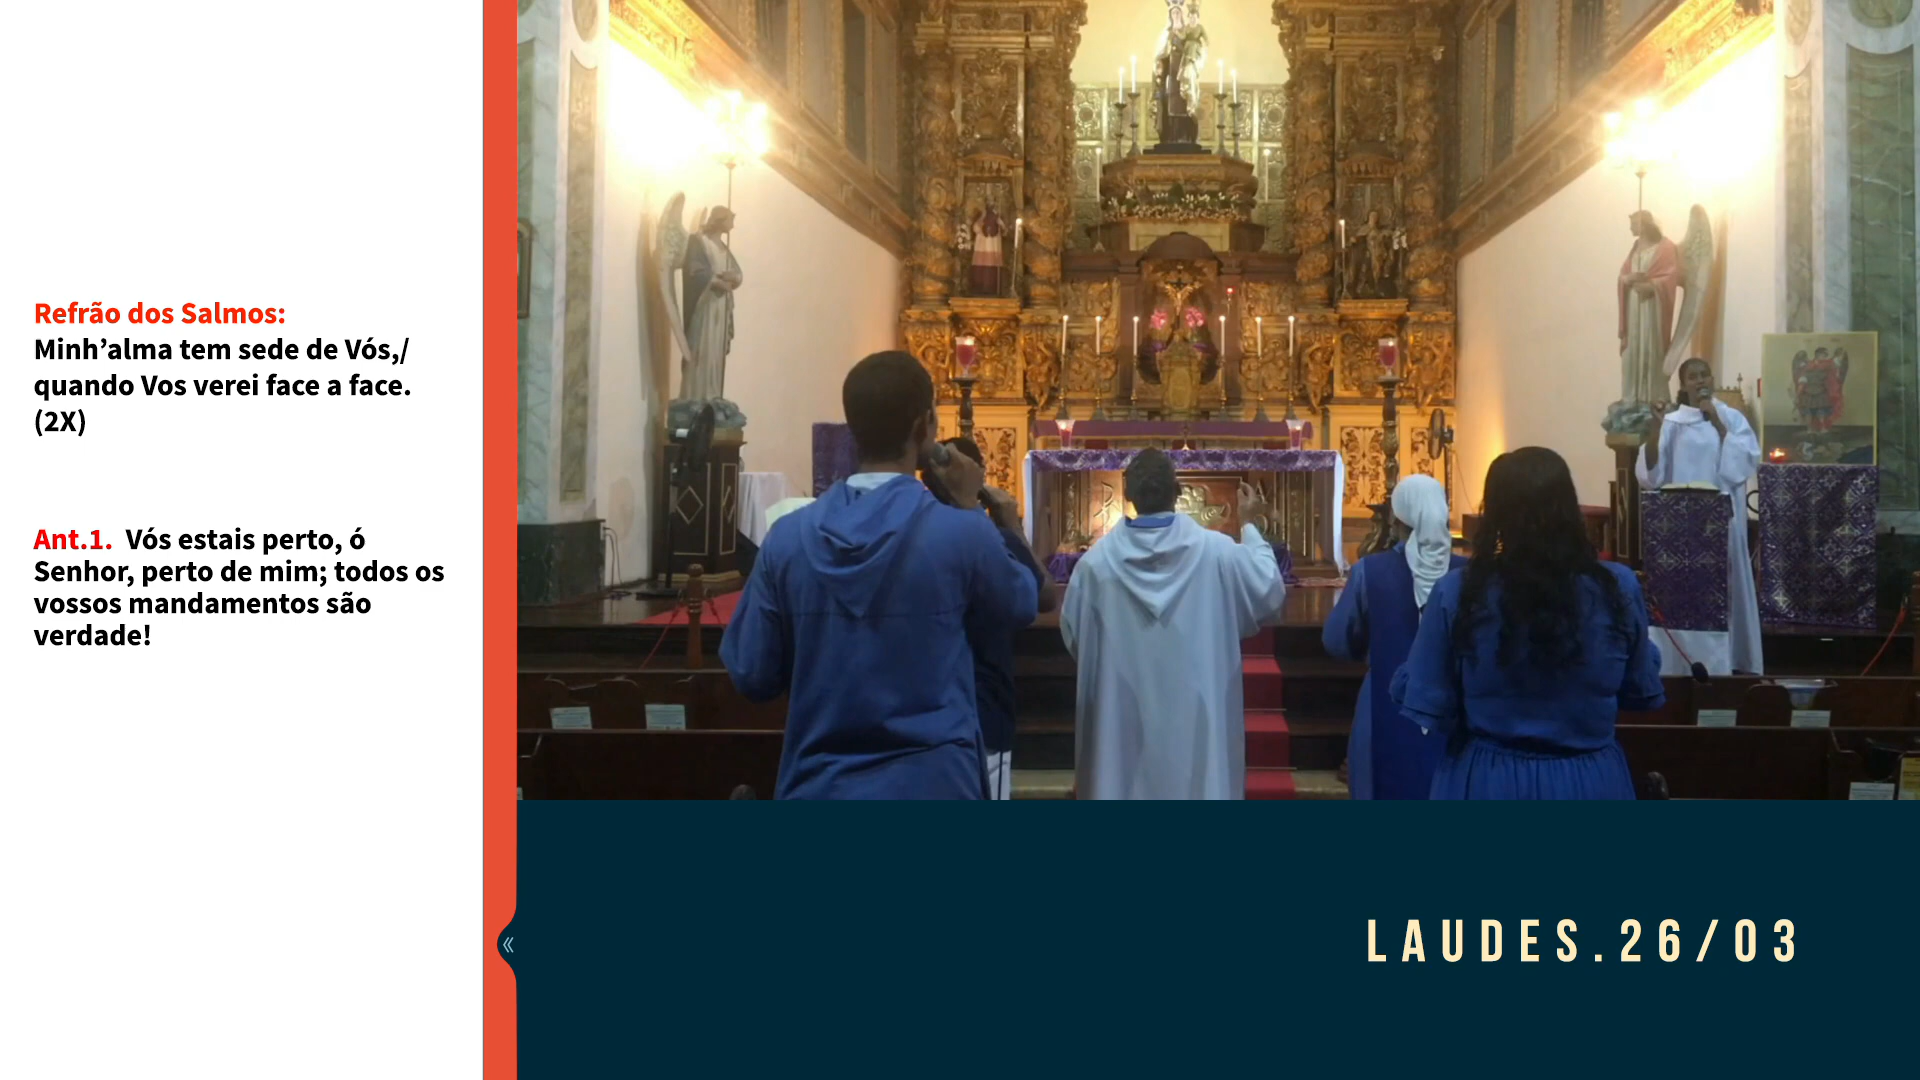 Refrão dos Salmos:
Minh’alma tem sede de Vós,/
quando Vos verei face a face.
(2X)
Ant.1.  Vós estais perto, ó
Senhor, perto de mim; todos os
vossos mandamentos são
verdade!
LAUDES.26/03